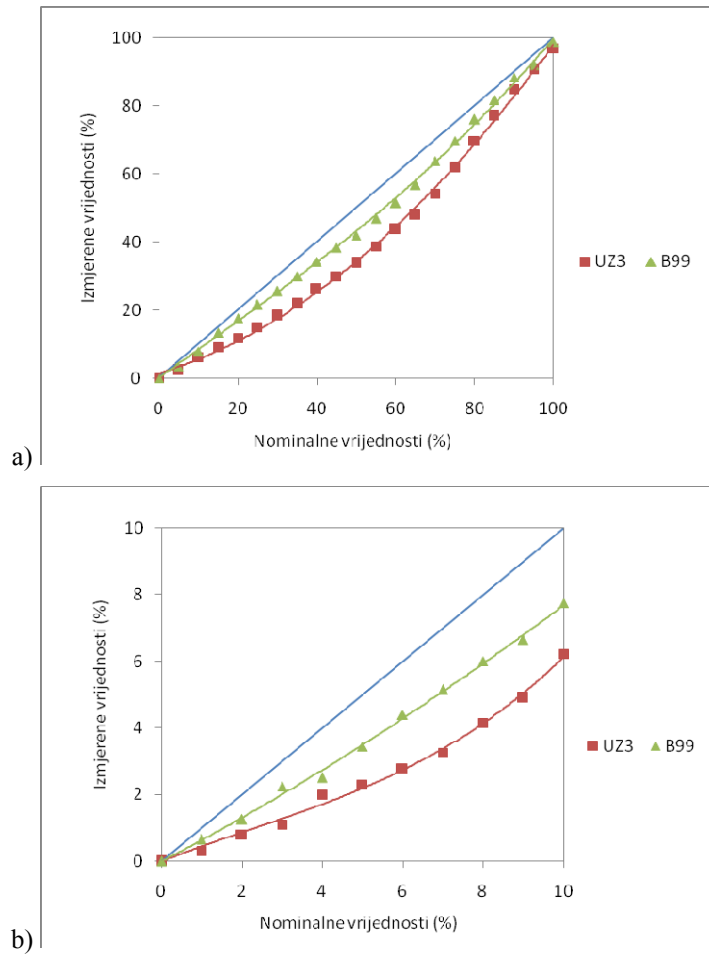 100
80
60
40
20
0
Izmjerene vrijednosti (%)
0 20 40 60 80 100
Nominalne vrijednosti (%)
UZ3 B99
a)
10
8
6
4
2
0
Izmjerene vrijednosti (%)
0 2 4 6 8 10
Nominalne vrijednosti (%)
UZ3 B99
b)